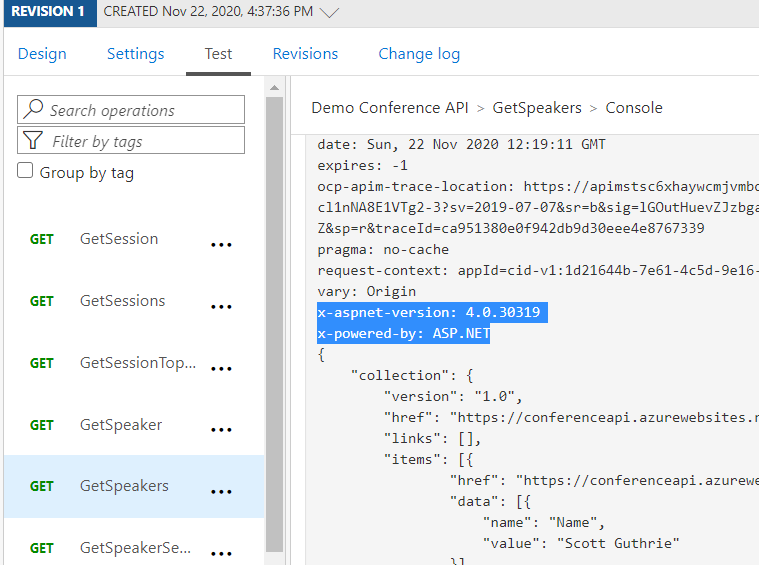 REVISION 1 CREATED Nov 22, 2020, 4:37:36 PM
Design Settings Test Revisions Change log
Search operations
Filter by tags
Group by tag
GET GetSession ...
GET GetSessions ...
GET GetSessionTop... ...
GET GetSpeaker ...
GET GetSpeakers ...
GET GetSpeakerSe... ...
Demo Conference API > GetSpeakers > Console
date: Sun, 22 Nov 2020 12:19:11 GMT
expires: -1
ocp-apim-trace-location: https://apimstsc6xhaywcmjvmbc
cl1nNA8E1VTg2-3?sv=2019-07-07&sr=b&sig=lGOutHuevZJzbga
Z&sp=r&traceId=ca951380e0f942db9d30eee4e8767339
pragma: no-cache
request-context: appId=cid-v1:1d21644b-7e61-4c5d-9e16-
vary: Origin
x-aspnet-version: 4.0.30319
x-powered-by: ASP.NET
{
"collection": {
"version": "1.0",
"href": "https://conferenceapi.azurewebsites.n
"links": [],
"items": [{
"href": "https://conferenceapi.azurewe
"data": [{
"name": "Name",
"value": "Scott Guthrie"